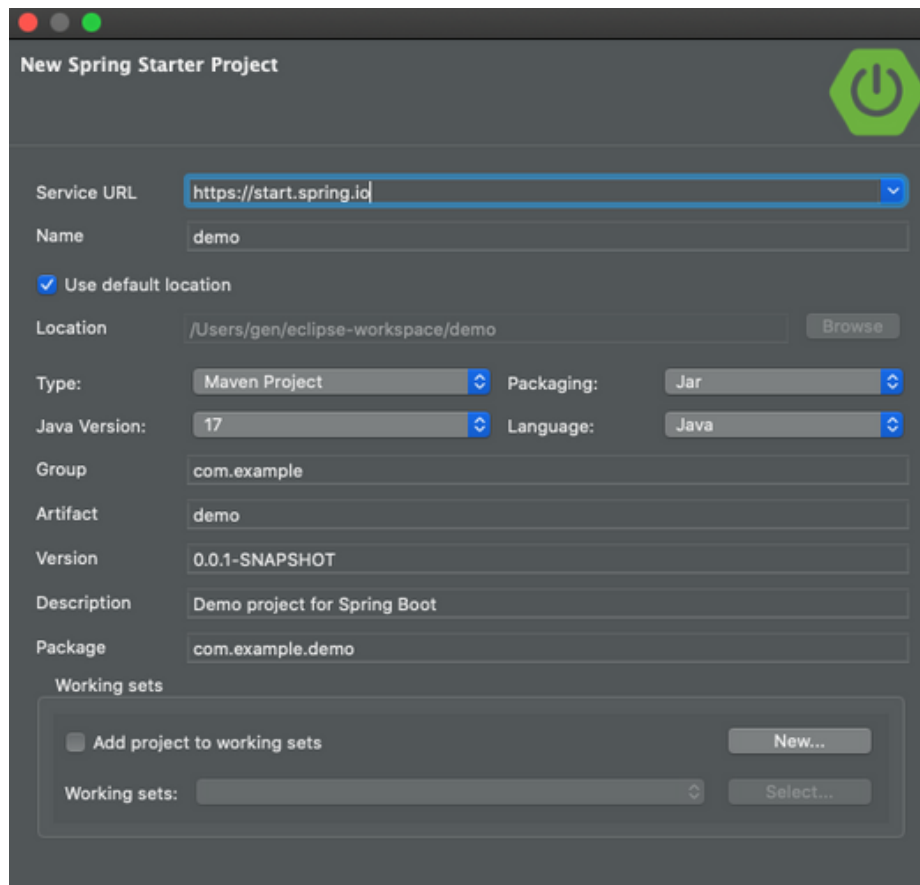 New Spring Starter Project
Service URL https://start.spring.io
Name demo
Use default location
Location /Users/gen/eclipse-workspace/demo Browse
Type: Maven Project Packaging: Jar
Java Version: 17 Language: Java
Group com.example
Artifact demo
Version 0.0.1-SNAPSHOT
Description Demo project for Spring Boot
Package com.example.demo
Working sets
Add project to working sets New...
Working sets: Select...